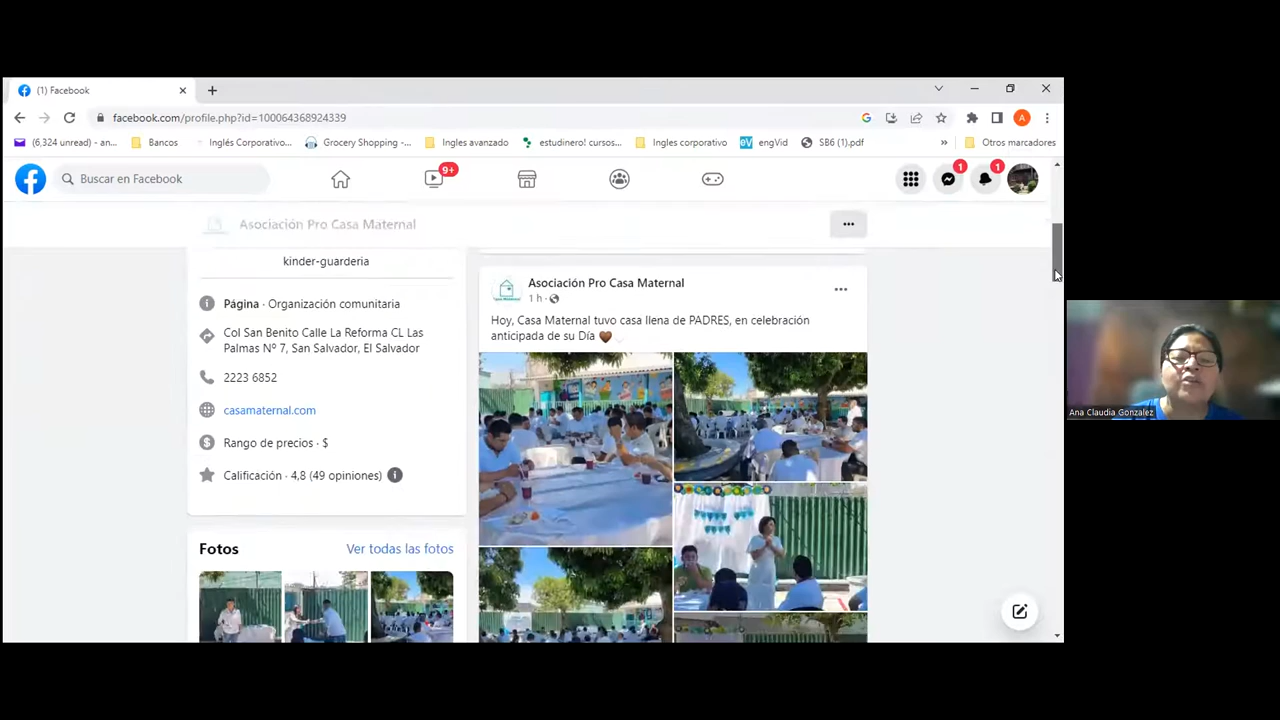 (1) Facebook
facebook.com/profile.php?id=100064368924339
(6,324 unread) - an...
Bancos
Inglés Corporativo...
Grocery Shopping -...
Ingles avanzado
estudinero! cursos...
Ingles corporativo
engVid
SB6 (1).pdf
Otros marcadores
Buscar en Facebook
9+
1
1
A
Asociación Pro Casa Maternal
kinder-guarderia
Página · Organización comunitaria
Col San Benito Calle La Reforma CL Las
Palmas Nº 7, San Salvador, El Salvador
2223 6852
casamaternal.com
Rango de precios · $
Calificación · 4,8 (49 opiniones)
Fotos
Ver todas las fotos
Asociación Pro Casa Maternal
1 h ·
Hoy, Casa Maternal tuvo casa llena de PADRES, en celebración
anticipada de su Día
Ana Claudia Gonzalez